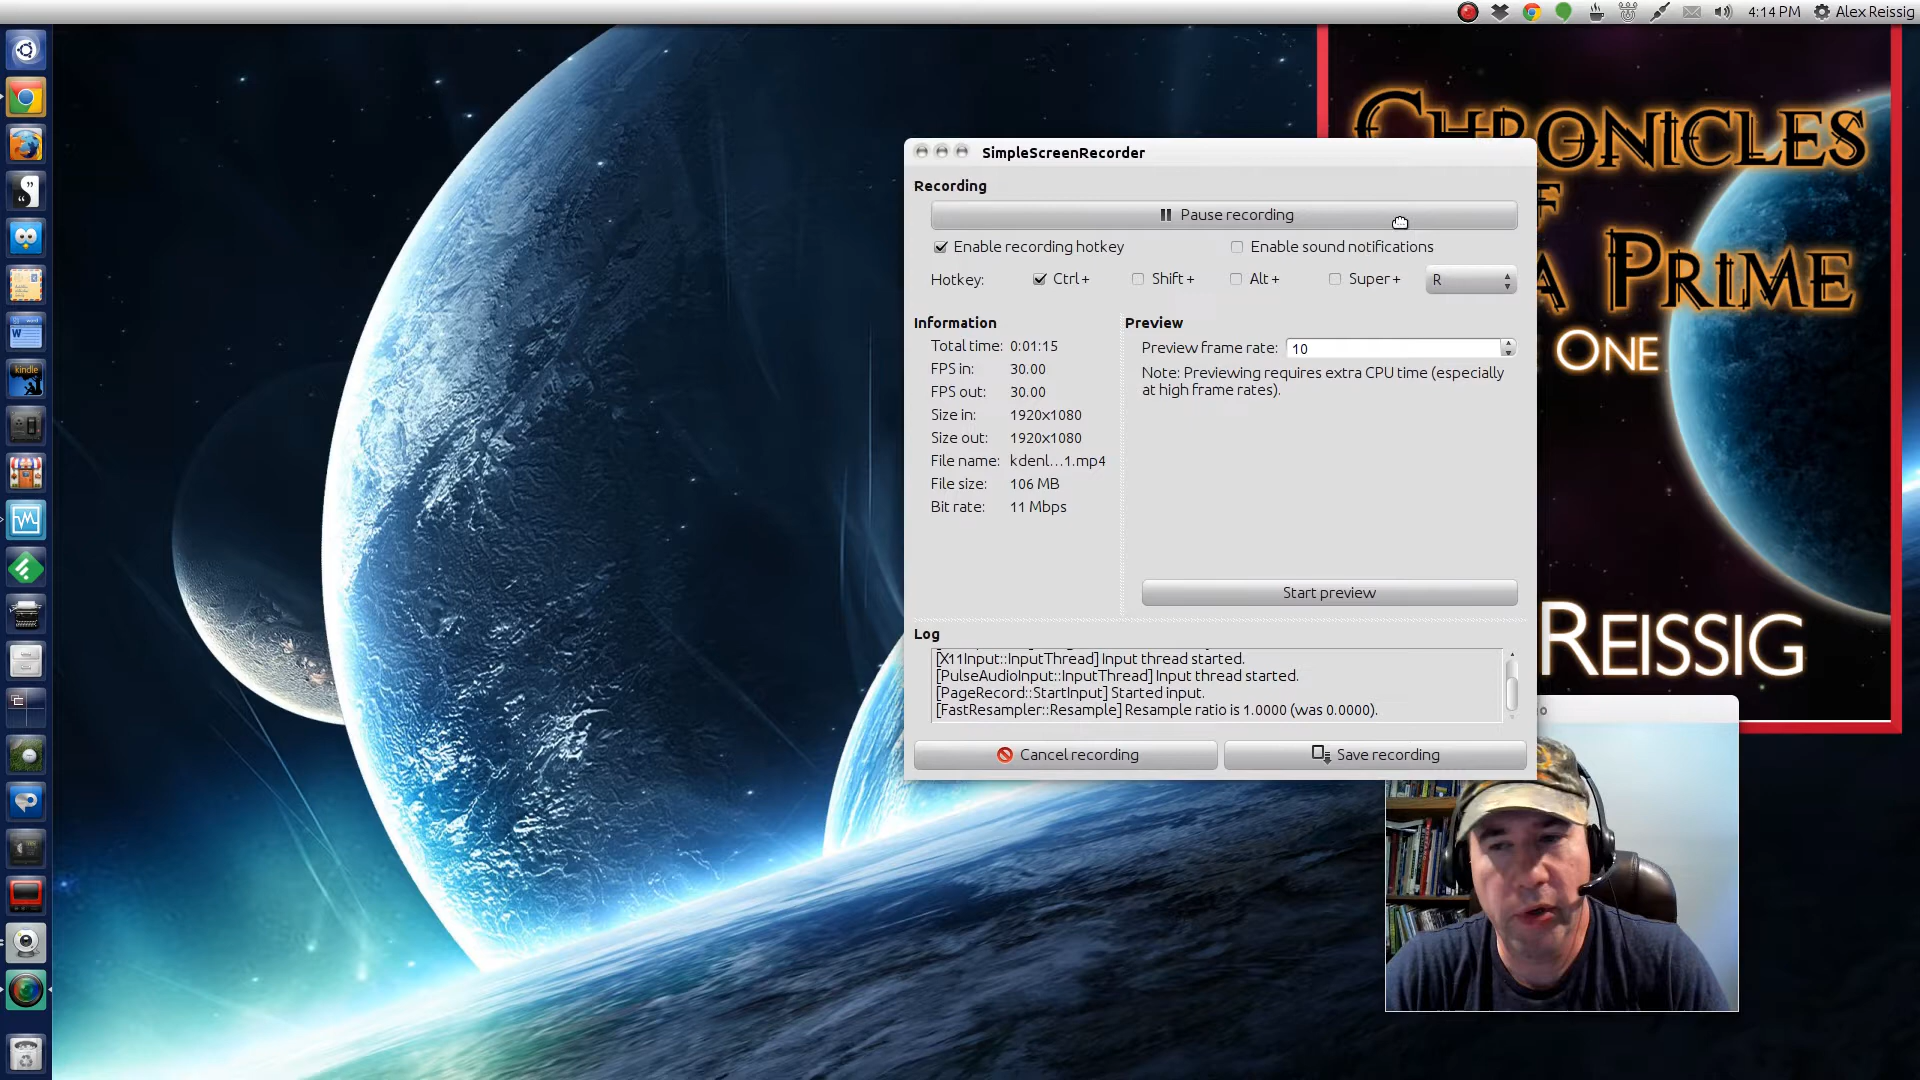 4:14 PM
Alex Reissig
CHRONICLES
OF
A PRIME
ONE
REISSIG
SimpleScreenRecorder
Recording
Pause recording
Enable recording hotkey
Enable sound notifications
Hotkey:
Ctrl+
Shift+
Alt+
Super+
R
Information
Total time: 0:01:15
FPS in: 30.00
FPS out: 30.00
Size in: 1920x1080
Size out: 1920x1080
File name: kdenl...1.mp4
File size: 106 MB
Bit rate: 11 Mbps
Preview
Preview frame rate: 10
Note: Previewing requires extra CPU time (especially
at high frame rates).
Start preview
Log
[X11Input::InputThread] Input thread started.
[PulseAudioInput::InputThread] Input thread started.
[PageRecord::StartInput] Started input.
[FastResampler::Resample] Resample ratio is 1.0000 (was 0.0000).
Cancel recording
Save recording
W
kindle